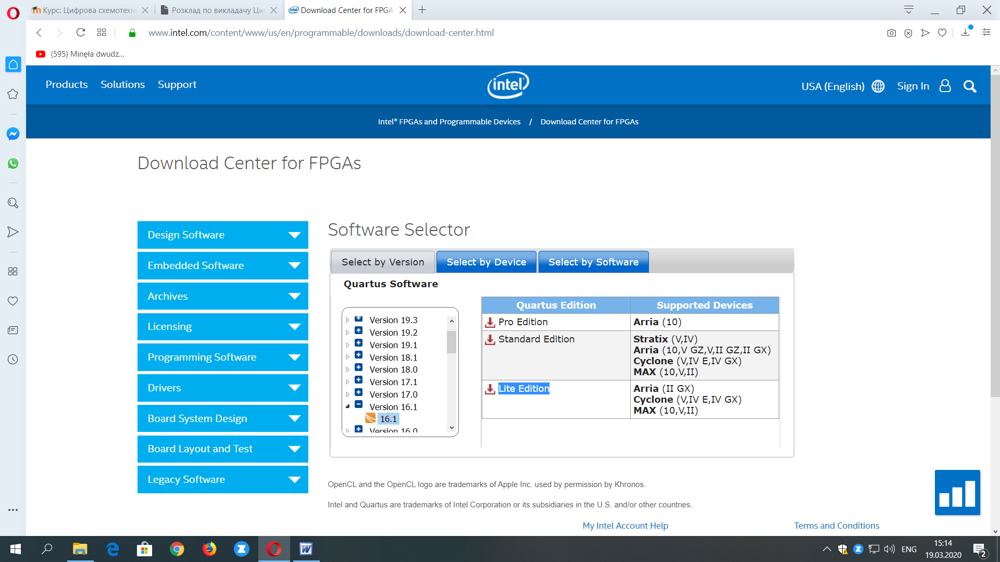 Курс: Цифрова схемотехн
Розклад по викладачу Ци
Download Center for FPGA
www.intel.com/content/www/us/en/programmable/downloads/download-center.html
(595) Minęła dwudz...
Products Solutions Support
intel
USA (English) Sign In
Intel® FPGAs and Programmable Devices / Download Center for FPGAs
Download Center for FPGAs
Design Software
Embedded Software
Archives
Licensing
Programming Software
Drivers
Board System Design
Board Layout and Test
Legacy Software
Software Selector
Select by Version Select by Device Select by Software
Quartus Software
Version 19.3
Version 19.2
Version 19.1
Version 18.1
Version 18.0
Version 17.1
Version 17.0
Version 16.1
16.1
Version 16.0
Quartus Edition Supported Devices
Pro Edition Arria (10)
Standard Edition Stratix (V,IV)
Arria (10,V GZ,V,II GZ,II GX)
Cyclone (V,IV E,IV GX)
MAX (10,V,II)
Lite Edition Arria (II GX)
Cyclone (V,IV E,IV GX)
MAX (10,V,II)
OpenCL and the OpenCL logo are trademarks of Apple Inc. used by permission by Khronos.
Intel and Quartus are trademarks of Intel Corporation or its subsidiaries in the U.S. and/or other countries.
My Intel Account Help Terms and Conditions
ENG
15:14
19.03.2020
2